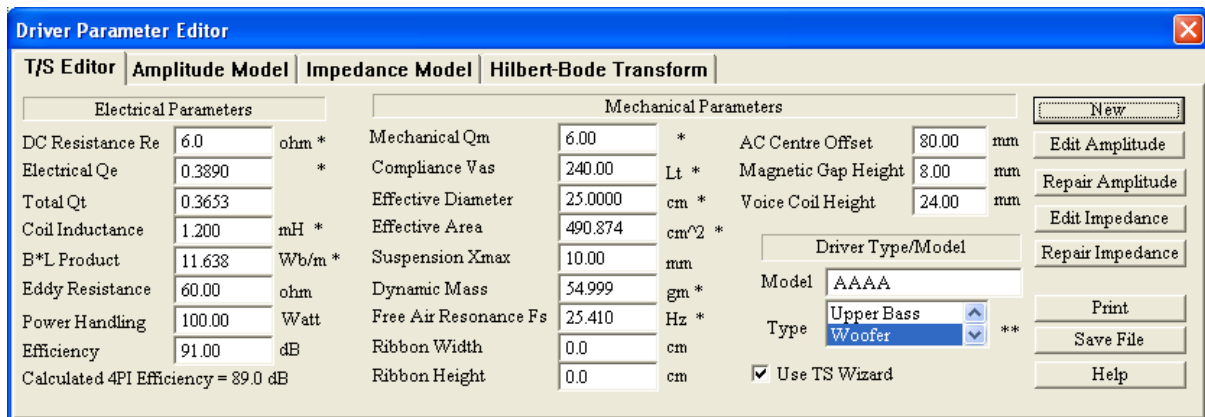 Driver Parameter Editor
T/S Editor Amplitude Model Impedance Model Hilbert-Bode Transform
Electrical Parameters
DC Resistance Re 6.0 ohm *
Electrical Qe 0.3890 *
Total Qt 0.3653
Coil Inductance 1.200 mH *
B*L Product 11.638 Wb/m *
Eddy Resistance 60.00 ohm
Power Handling 100.00 Watt
Efficiency 91.00 dB
Calculated 4PI Efficiency = 89.0 dB
Mechanical Parameters
Mechanical Qm 6.00 *
Compliance Vas 240.00 Lt *
Effective Diameter 25.0000 cm *
Effective Area 490.874 cm^2 *
Suspension Xmax 10.00 mm
Dynamic Mass 54.999 gm *
Free Air Resonance Fs 25.410 Hz *
Ribbon Width 0.0 cm
Ribbon Height 0.0 cm
AC Centre Offset 80.00 mm
Magnetic Gap Height 8.00 mm
Voice Coil Height 24.00 mm
Driver Type/Model
Model AAAA
Type Upper Bass
Woofer **
Use TS Wizard
New
Edit Amplitude
Repair Amplitude
Edit Impedance
Repair Impedance
Print
Save File
Help